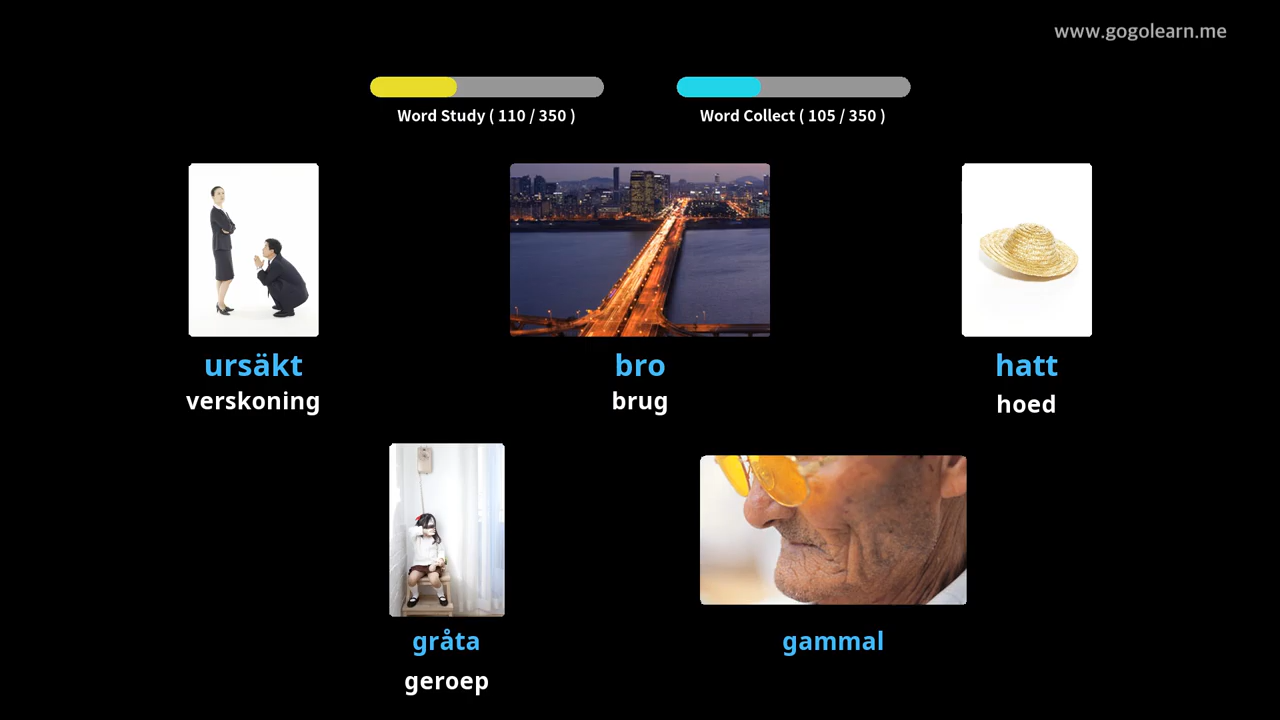 www.gogolearn.me
Word Study ( 110 / 350 )
Word Collect ( 105 / 350 )
ursäkt
verskoning
bro
brug
hatt
hoed
gråta
geroep
gammal